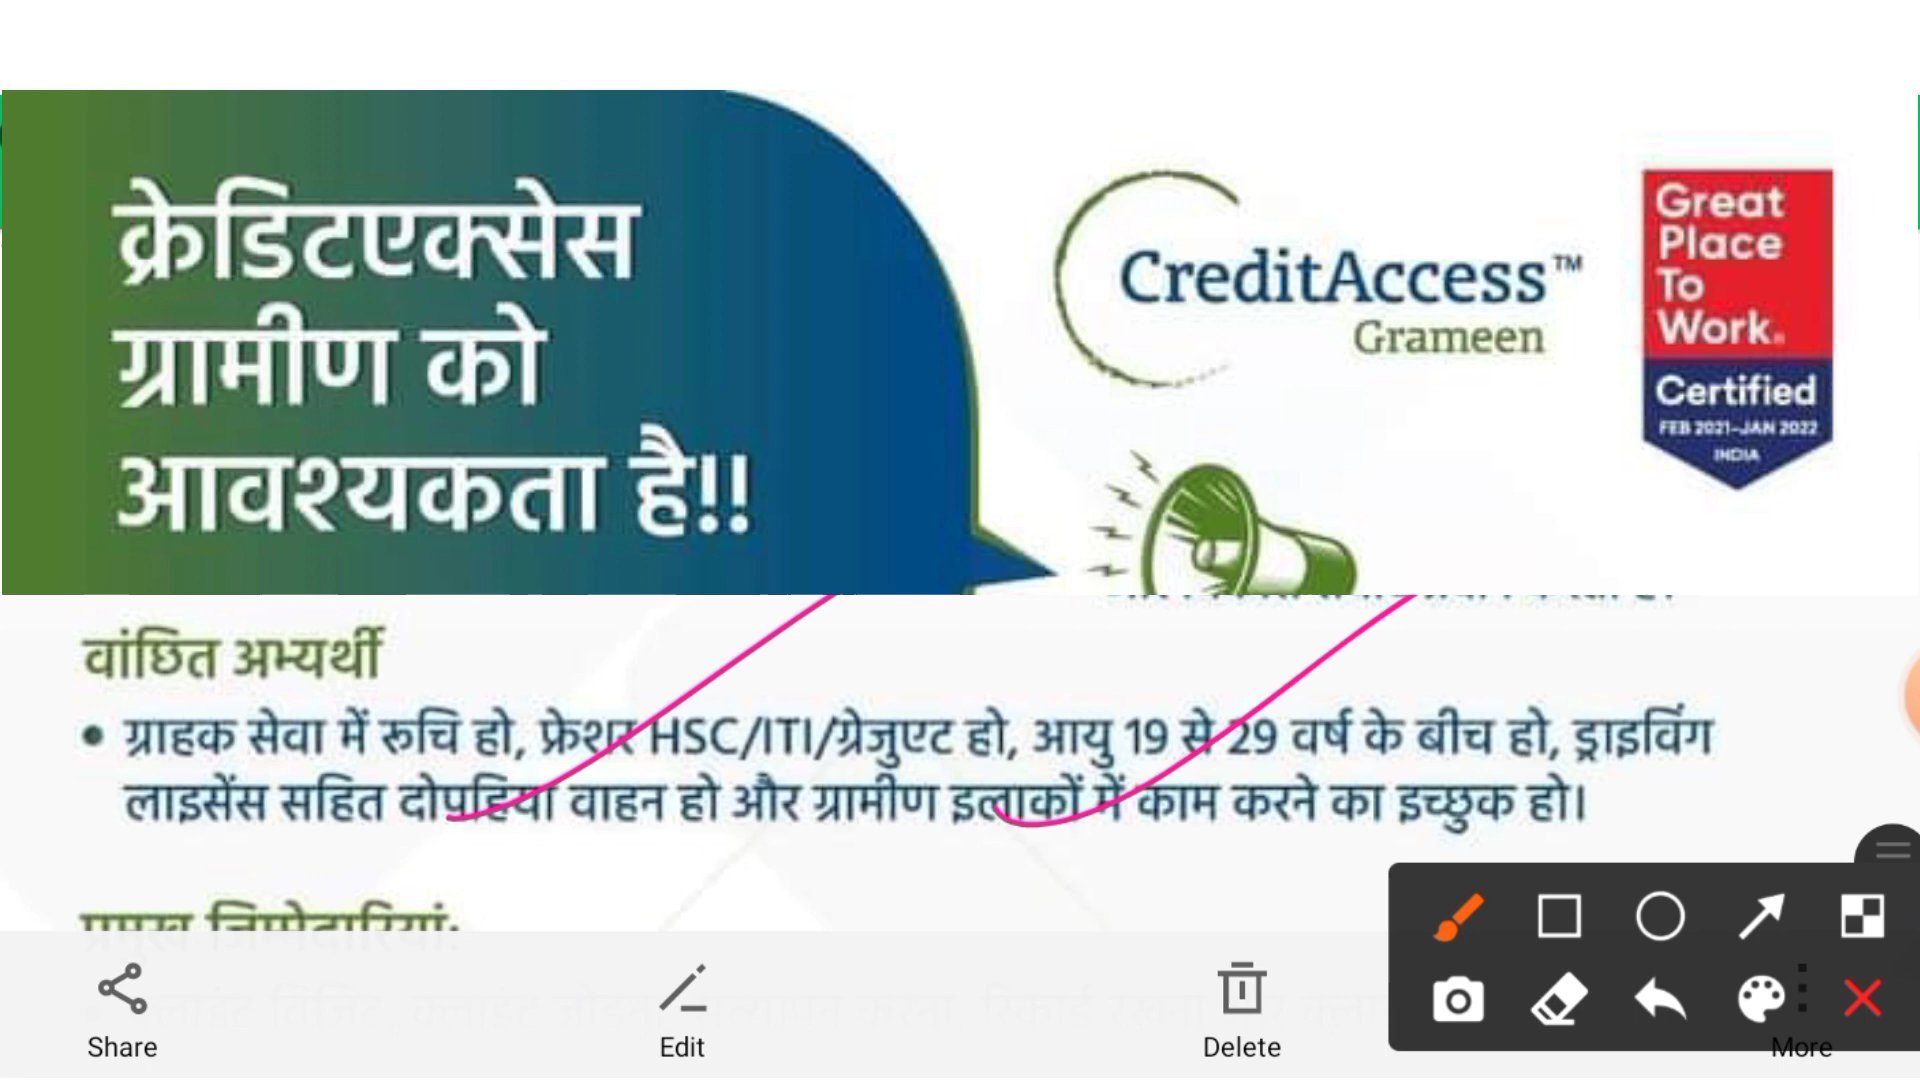 क्रेडिटएक्सेस
ग्रामीण को
आवश्यकता है!!
CreditAccess™
Grameen
Great
Place
To
Work®
Certified
FEB 2021-JAN 2022
INDIA
वांछित अभ्यर्थी
• ग्राहक सेवा में रूचि हो, फ्रेशर HSC/ITI/ग्रेजुएट हो, आयु 19 से 29 वर्ष के बीच हो, ड्राइविंग
लाइसेंस सहित दोपहिया वाहन हो और ग्रामीण इलाकों में काम करने का इच्छुक हो।
प्रमुख जिम्मेदारियां:
Share
Edit
Delete
More